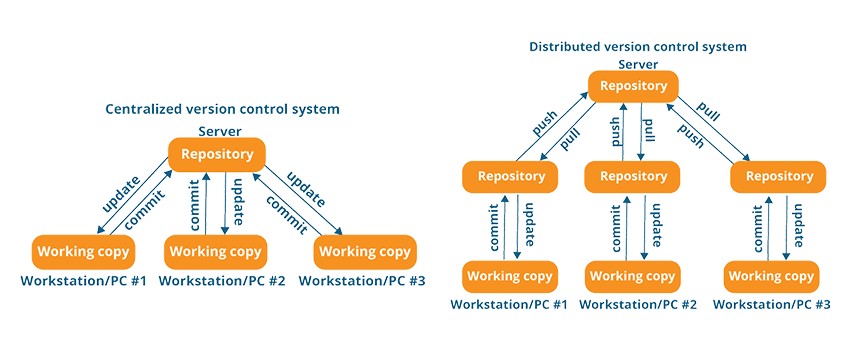 Centralized version control system
Server
Repository
update
commit
commit
update
update
commit
Working copy
Working copy
Working copy
Workstation/PC #1
Workstation/PC #2
Workstation/PC #3
Distributed version control system
Server
Repository
push
pull
push
pull
pull
push
Repository
Repository
Repository
commit
update
commit
update
commit
update
Working copy
Working copy
Working copy
Workstation/PC #1
Workstation/PC #2
Workstation/PC #3